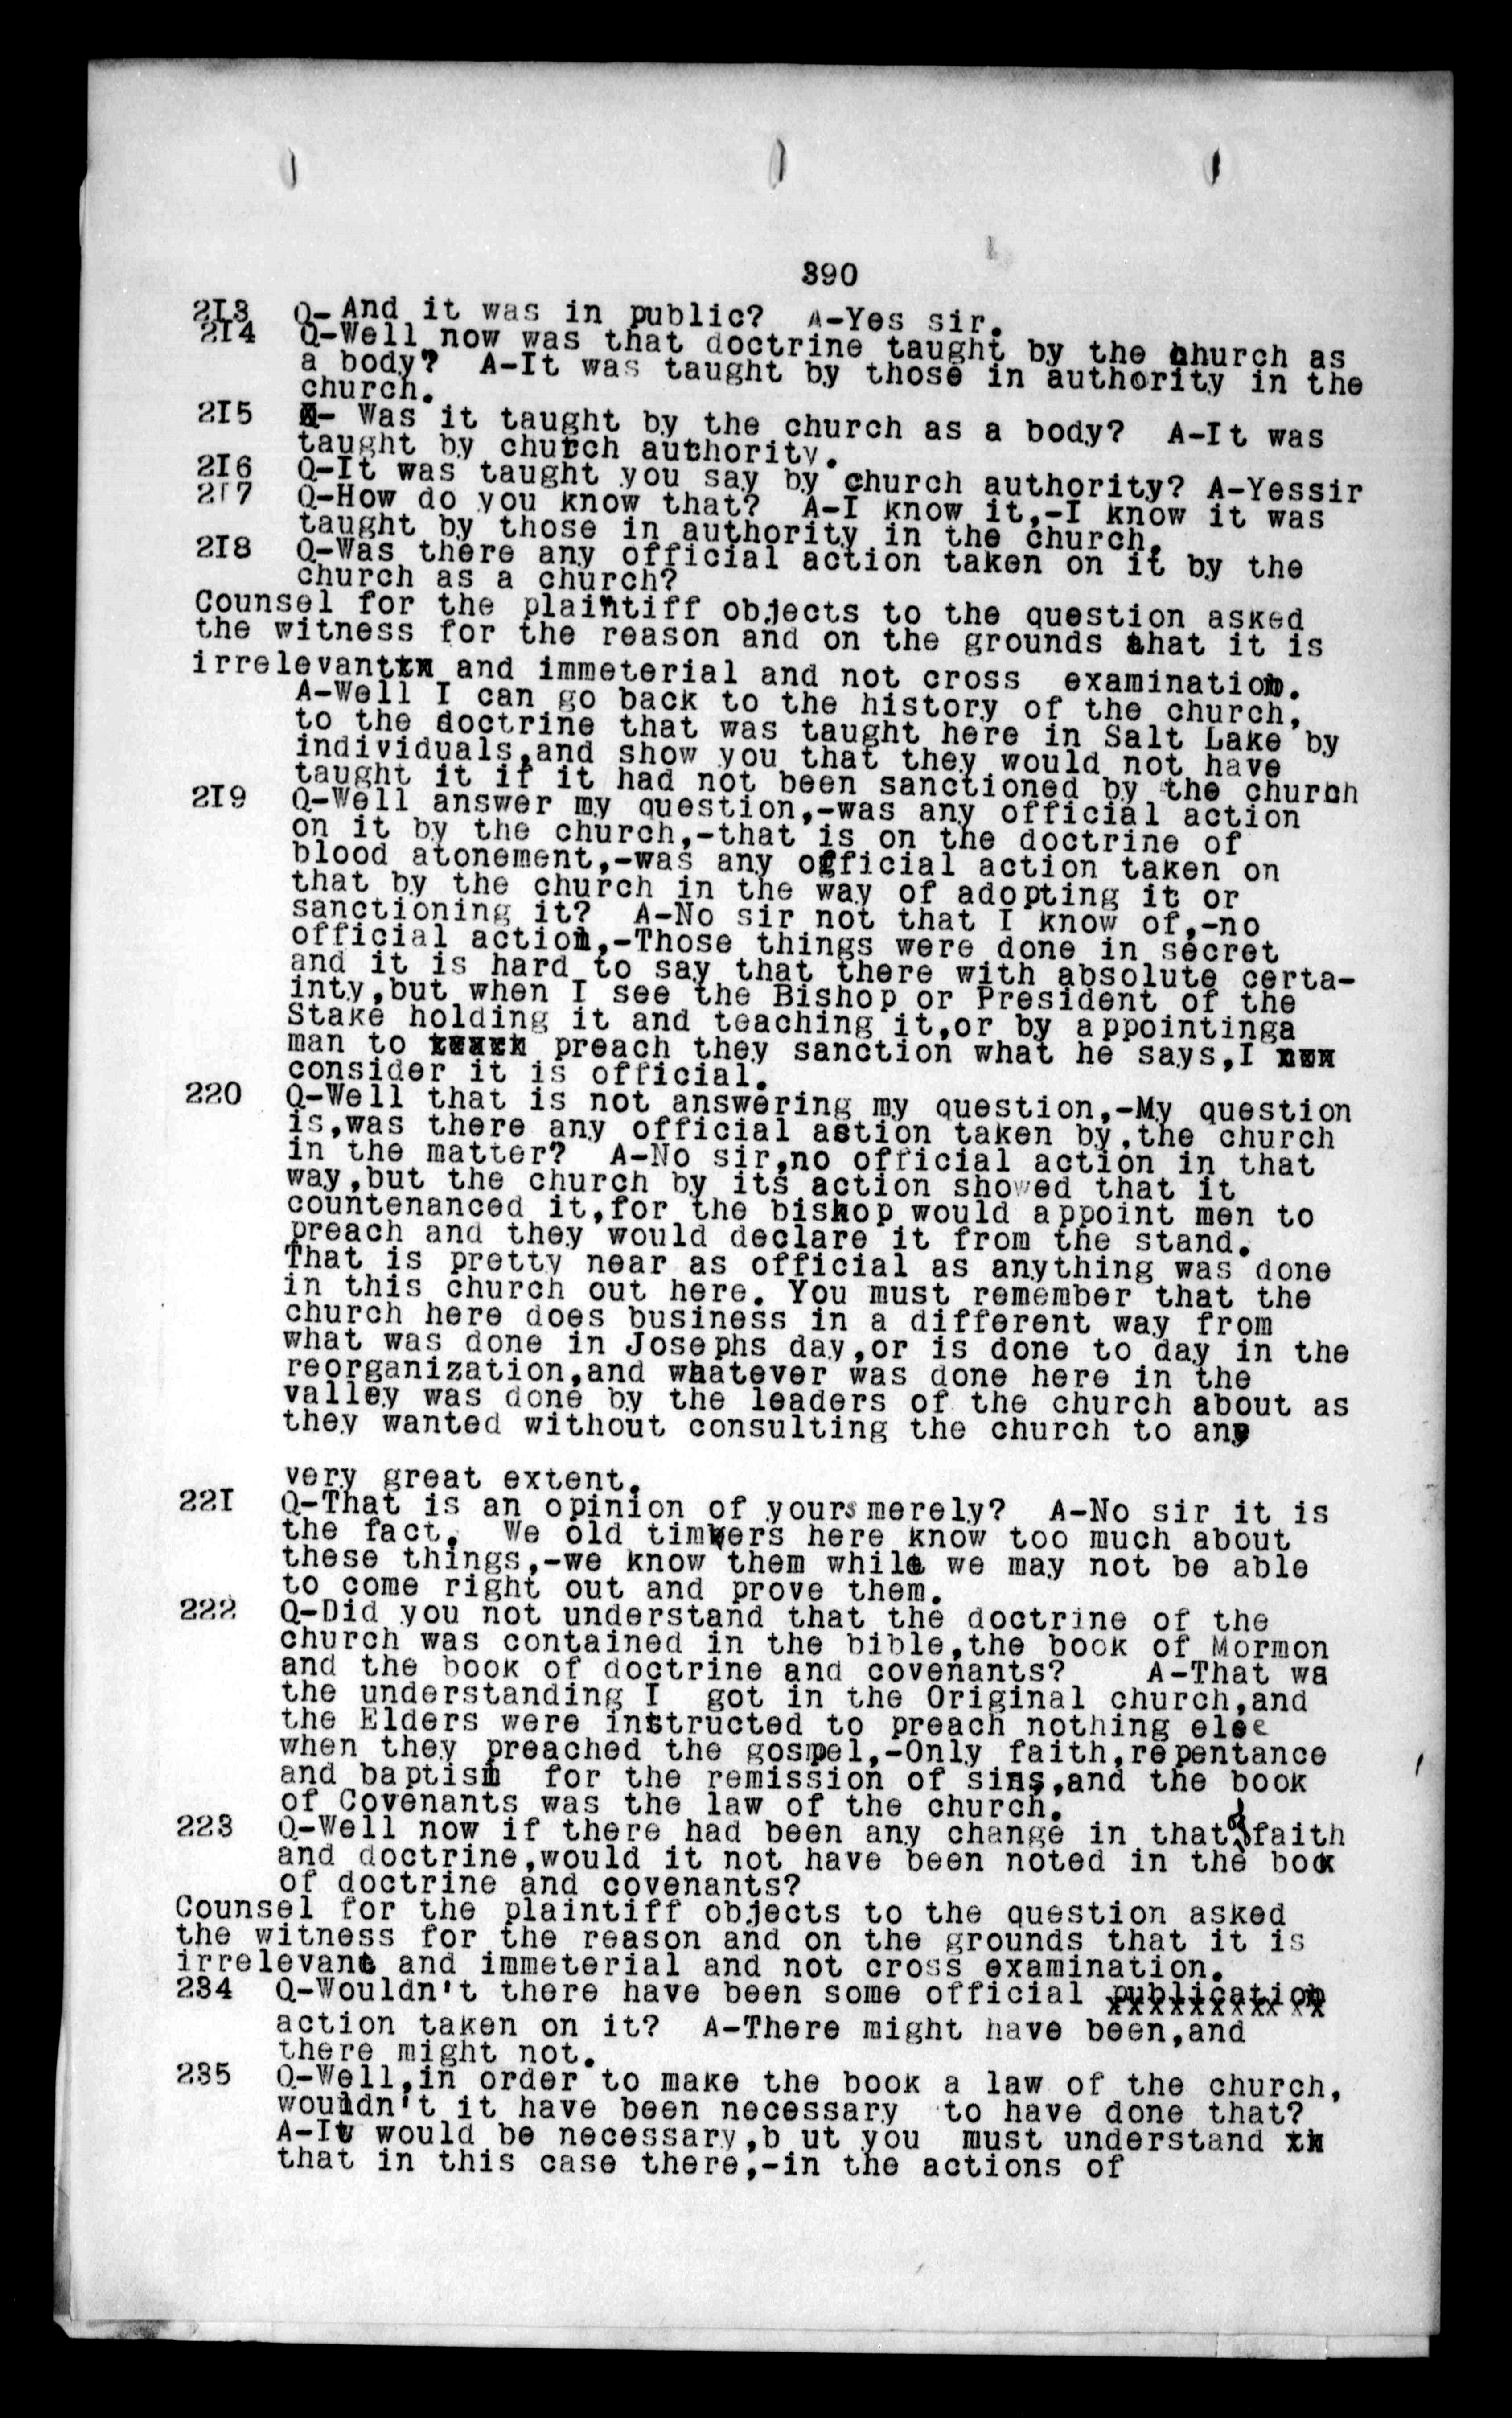 390
213 Q- And it was in public? A-Yes sir.
214 Q-Well now was that doctrine taught by the church as
a body? A-It was taught by those in authority in the
church.
215 Q- Was it taught by the church as a body? A-It was
taught by church authority.
216 Q-It was taught you say by church authority? A-Yessir
217 Q-How do you know that? A-I know it,-I know it was
taught by those in authority in the church.
218 Q-Was there any official action taken on it by the
church as a church?
Counsel for the plaintiff objects to the question asked
the witness for the reason and on the grounds that it is
irrelevant and immeterial and not cross examination.
A-Well I can go back to the history of the church,
to the doctrine that was taught here in Salt Lake by
individuals,and show you that they would not have
taught it if it had not been sanctioned by the church
219 Q-Well answer my question,-was any official action
on it by the church,-that is on the doctrine of
blood atonement,-was any official action taken on
that by the church in the way of adopting it or
sanctioning it? A-No sir not that I know of,-no
official action,-Those things were done in secret
and it is hard to say that there with absolute certa-
inty,but when I see the Bishop or President of the
Stake holding it and teaching it,or by appointinga
man to preach they sanction what he says,I
consider it is official.
220 Q-Well that is not answering my question,-My question
is,was there any official action taken by,the church
in the matter? A-No sir,no official action in that
way,but the church by its action showed that it
countenanced it,for the bishop would appoint men to
preach and they would declare it from the stand.
That is pretty near as official as anything was done
in this church out here. You must remember that the
church here does business in a different way from
what was done in Josephs day,or is done to day in the
reorganization,and whatever was done here in the
valley was done by the leaders of the church about as
they wanted without consulting the church to any
very great extent.
221 Q-That is an opinion of yours merely? A-No sir it is
the fact. We old timers here know too much about
these things,-we know them while we may not be able
to come right out and prove them.
222 Q-Did you not understand that the doctrine of the
church was contained in the bible,the book of Mormon
and the book of doctrine and covenants? A-That wa
the understanding I got in the Original church,and
the Elders were instructed to preach nothing else
when they preached the gospel,-Only faith,repentance
and baptism for the remission of sins,and the book
of Covenants was the law of the church.
223 Q-Well now if there had been any change in that faith
and doctrine,would it not have been noted in the book
of doctrine and covenants?
Counsel for the plaintiff objects to the question asked
the witness for the reason and on the grounds that it is
irrelevant and immeterial and not cross examination.
234 Q-Wouldn't there have been some official publication
action taken on it? A-There might have been,and
there might not.
235 Q-Well,in order to make the book a law of the church,
wouldn't it have been necessary to have done that?
A-It would be necessary,b ut you must understand
that in this case there,-in the actions of